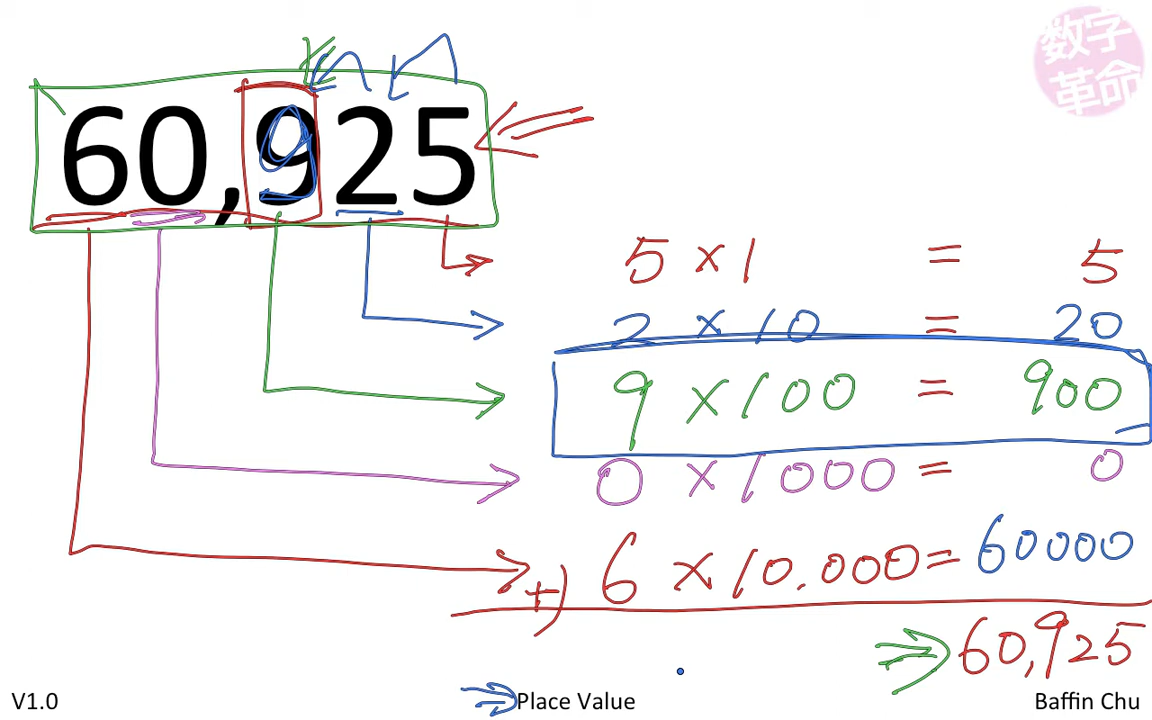 数字
革命
60,925
5 × 1 = 5
2 × 10 = 20
9 × 100 = 900
0 × 1000 = 0
+) 6 × 10,000 = 60000
60,925
V1.0
Place Value
Baffin Chu